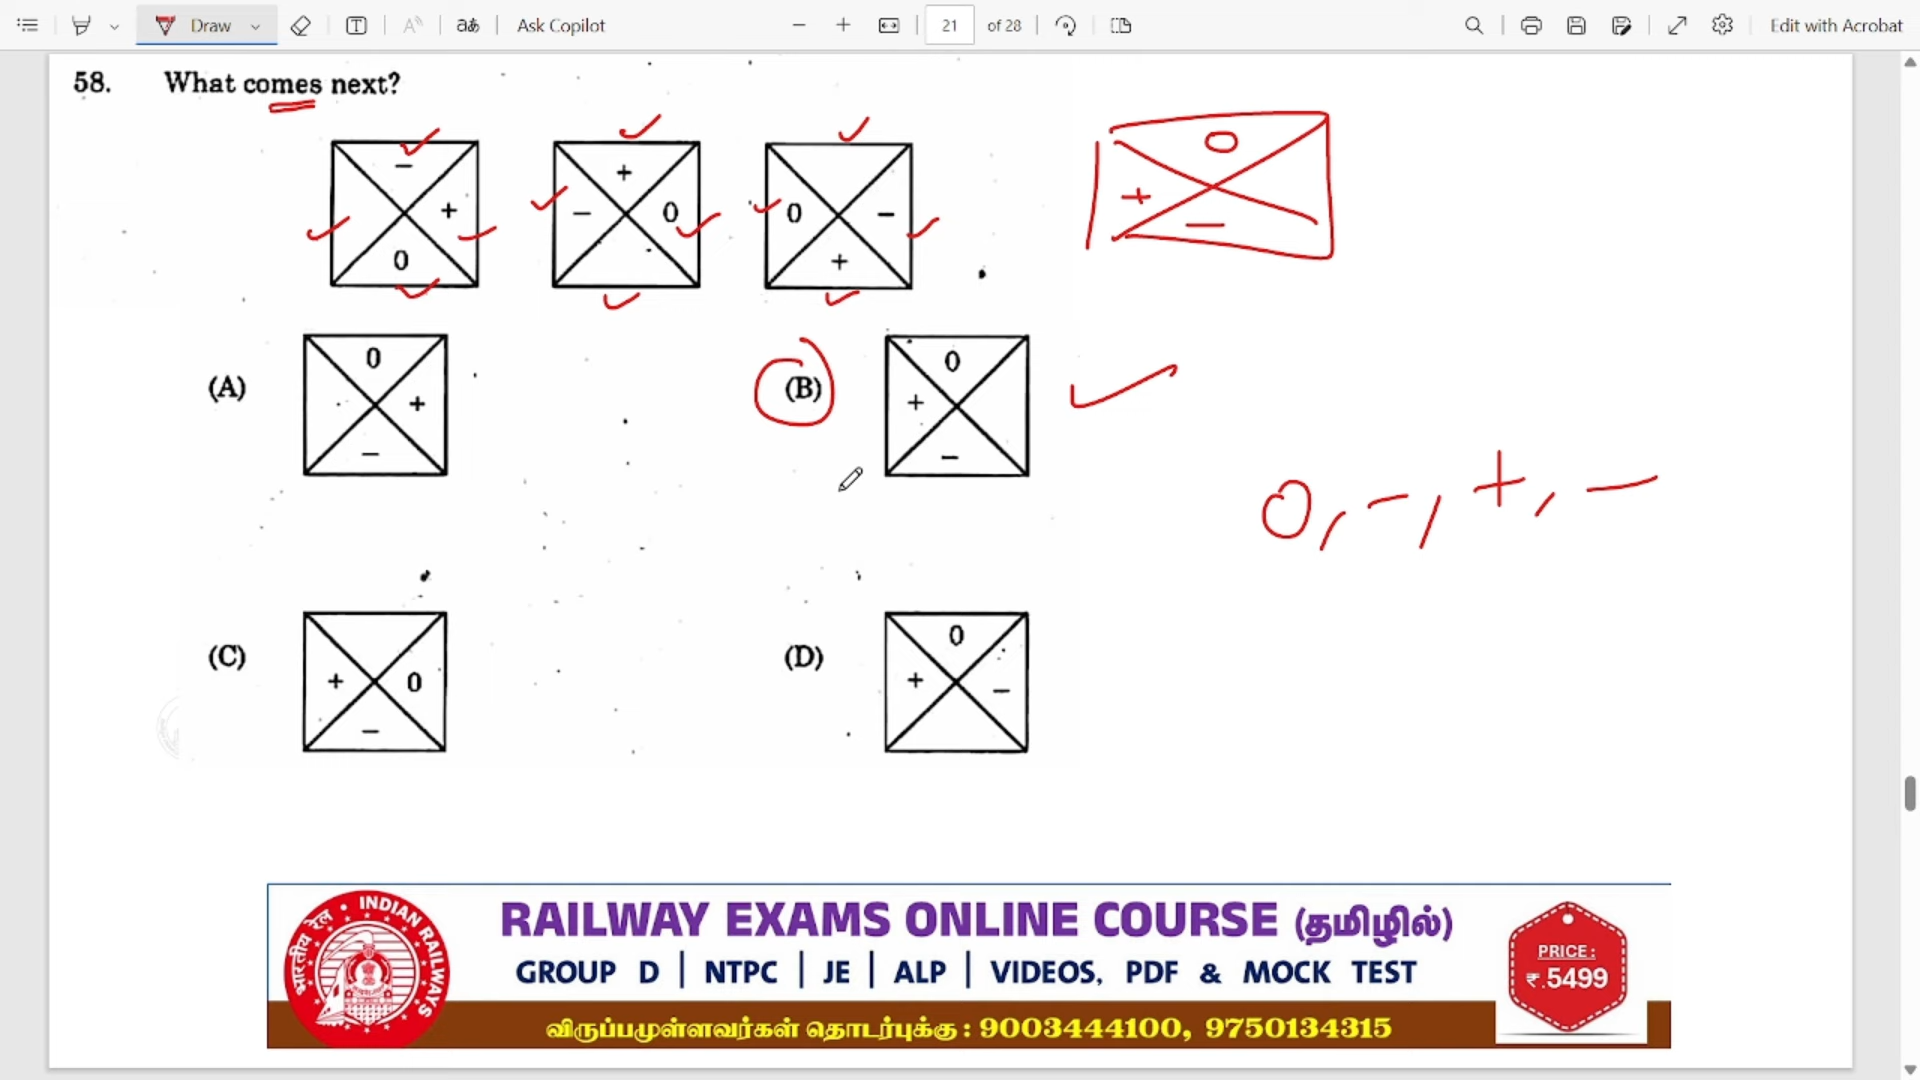 Draw
Ask Copilot
21 of 28
Edit with Acrobat
58. What comes next?
- + 0
+ - 0
0 - +
0 + -
(A) 0 + -
(B) 0 + -
0, -, +, -
(C) + 0 -
(D) 0 + -
INDIAN RAILWAYS
भारतीय रेल
RAILWAY EXAMS ONLINE COURSE (தமிழில்)
GROUP D | NTPC | JE | ALP | VIDEOS, PDF & MOCK TEST
PRICE :
₹.5499
விருப்பமுள்ளவர்கள் தொடர்புக்கு : 9003444100, 9750134315